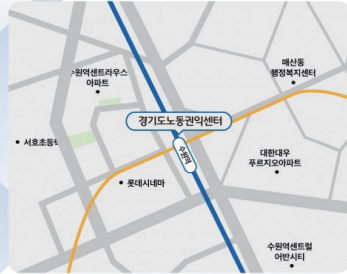 매산동
행정복지센터
수원역센트라우스
아파트
경기도노동권익센터
서호초등
수원역
대한대우
푸르지오아파트
롯데시네마
수원역센트럴
어반시티